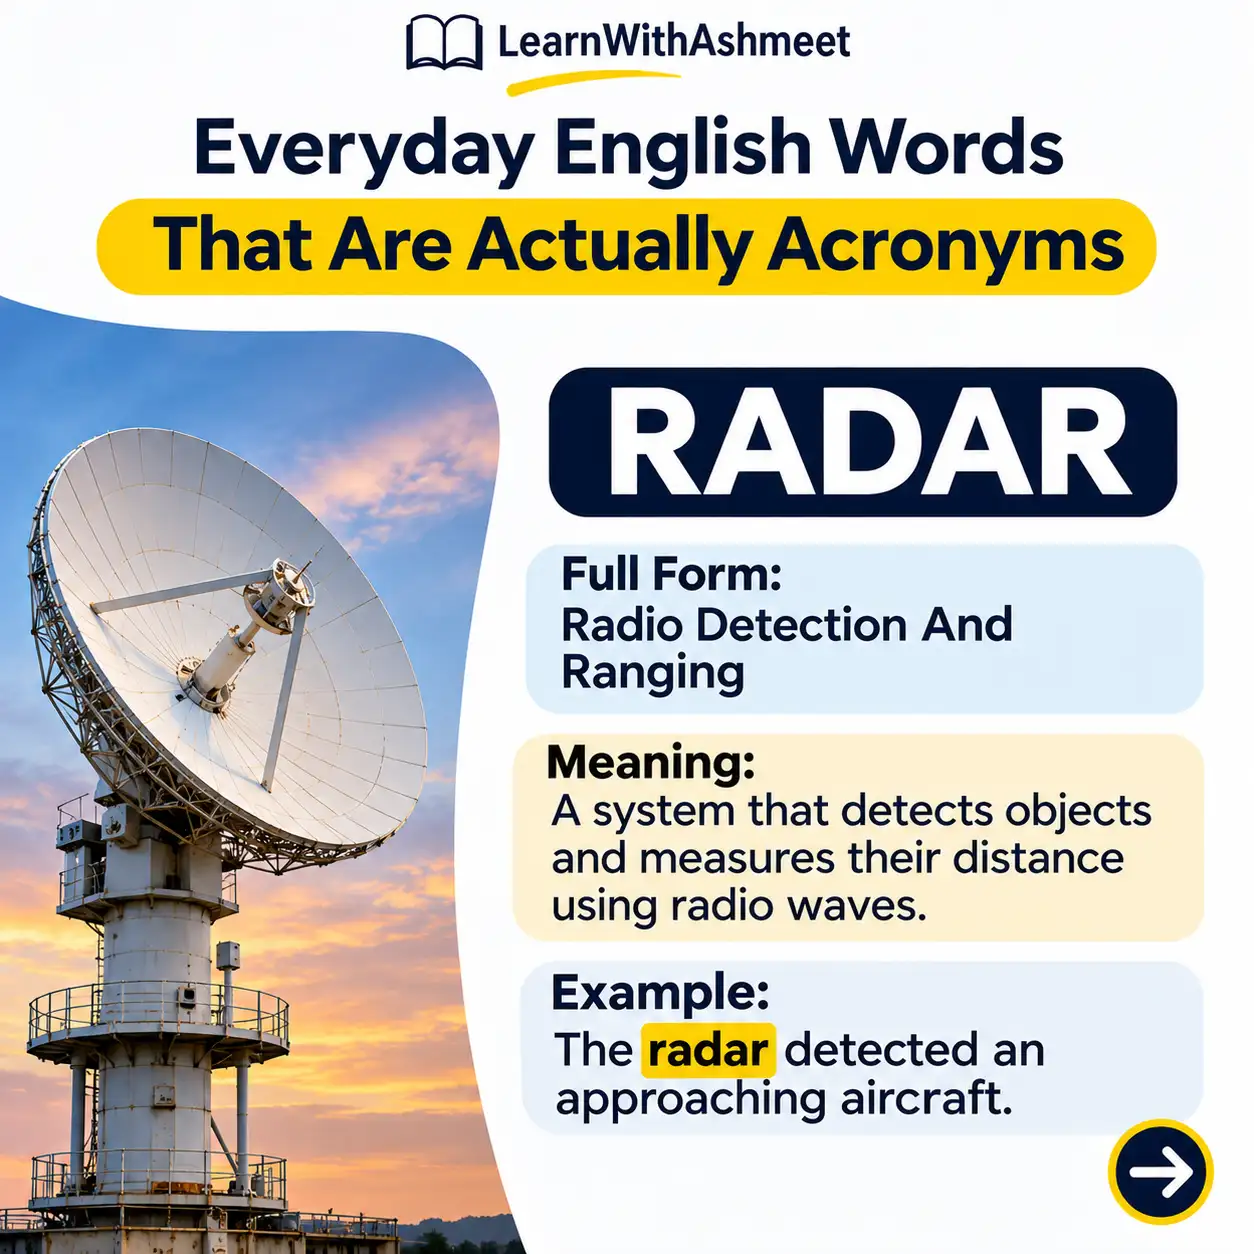 LearnWithAshmeet
Everyday English Words
That Are Actually Acronyms
RADAR
Full Form:
Radio Detection And
Ranging
Meaning:
A system that detects objects
and measures their distance
using radio waves.
Example:
The radar detected an
approaching aircraft.